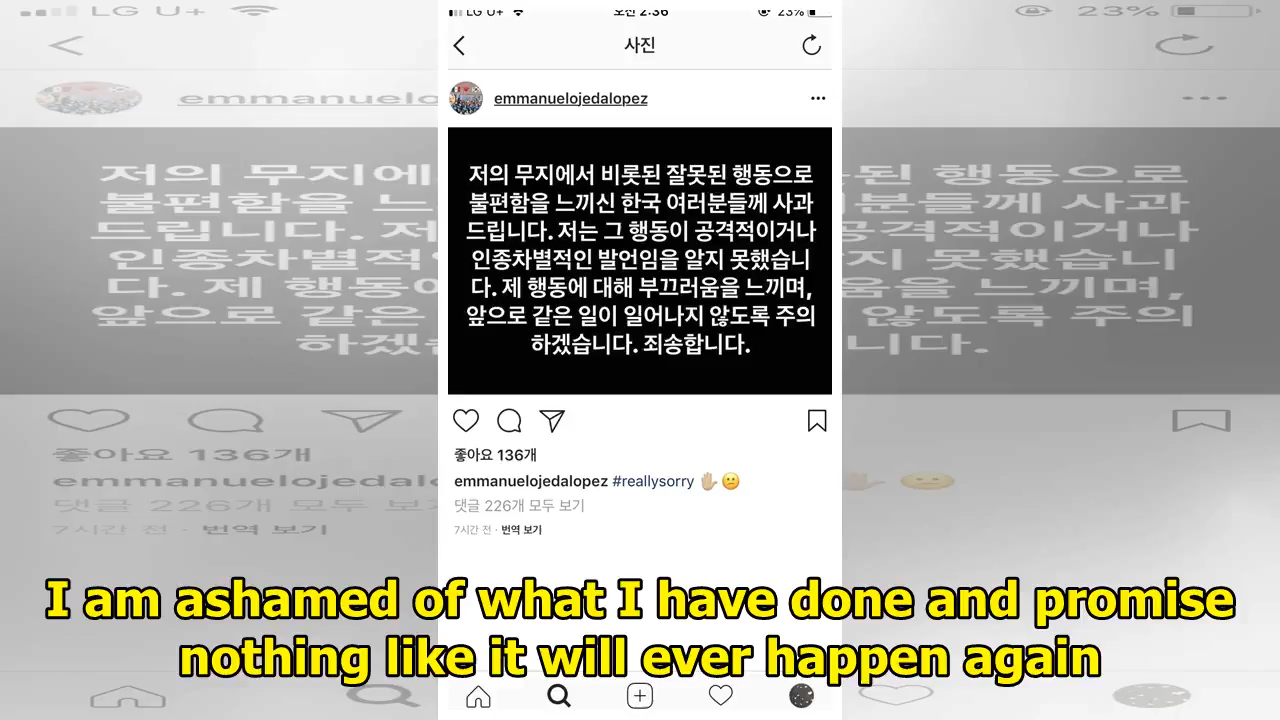 LG U+ 오전 2:36 23%
사진
emmanuelojedalopez
저의 무지에서 비롯된 잘못된 행동으로
불편함을 느끼신 한국 여러분들께 사과
드립니다. 저는 그 행동이 공격적이거나
인종차별적인 발언임을 알지 못했습니
다. 제 행동에 대해 부끄러움을 느끼며,
앞으로 같은 일이 일어나지 않도록 주의
하겠습니다. 죄송합니다.
좋아요 136개
emmanuelojedalopez #reallysorry ✋🏼😕
댓글 226개 모두 보기
7시간 전 · 번역 보기
I am ashamed of what I have done and promise
nothing like it will ever happen again